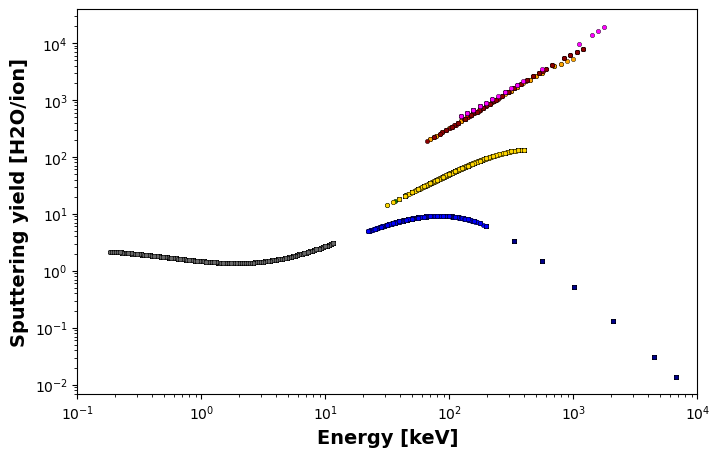 Sputtering yield [H2O/ion]
10⁴
10³
10²
10¹
10⁰
10⁻¹
10⁻²
10⁻¹ 10⁰ 10¹ 10² 10³ 10⁴
Energy [keV]